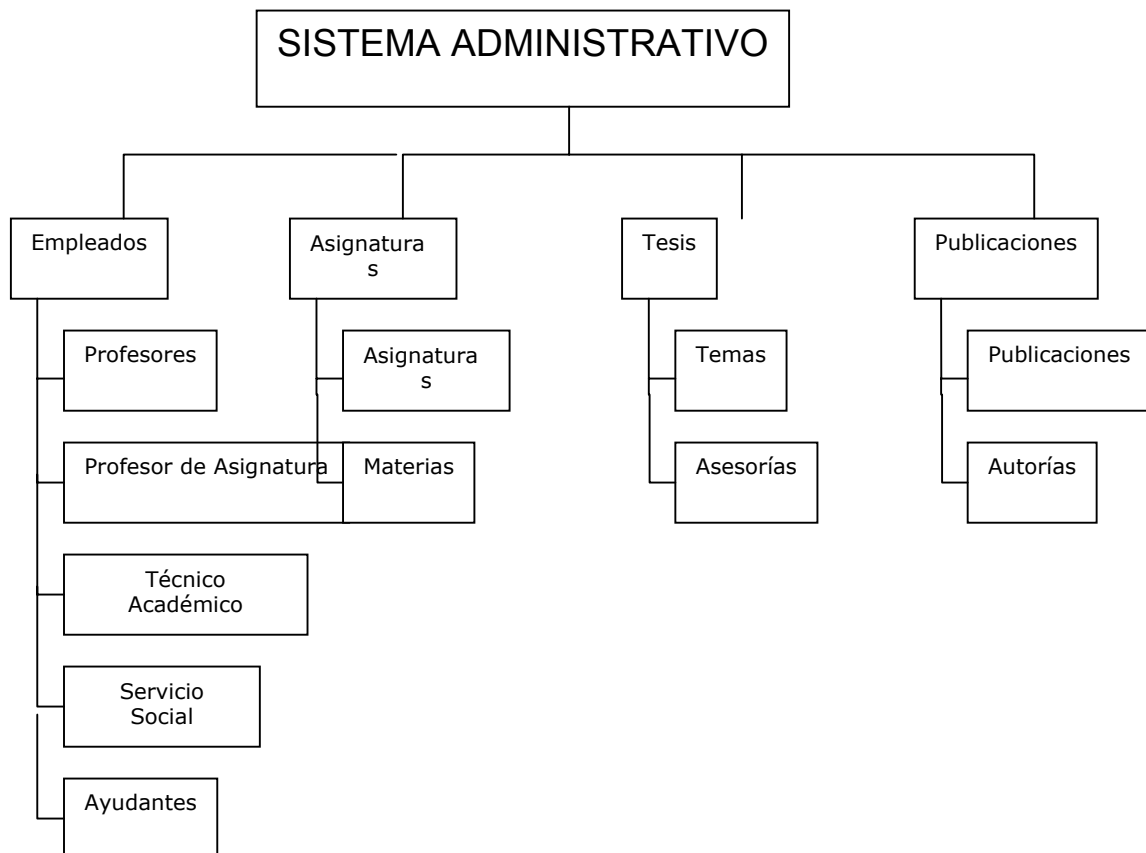 SISTEMA ADMINISTRATIVO
Empleados
Asignatura
s
Tesis
Publicaciones
Profesores
Asignatura
s
Temas
Publicaciones
Profesor de Asignatura
Materias
Asesorías
Autorías
Técnico
Académico
Servicio
Social
Ayudantes